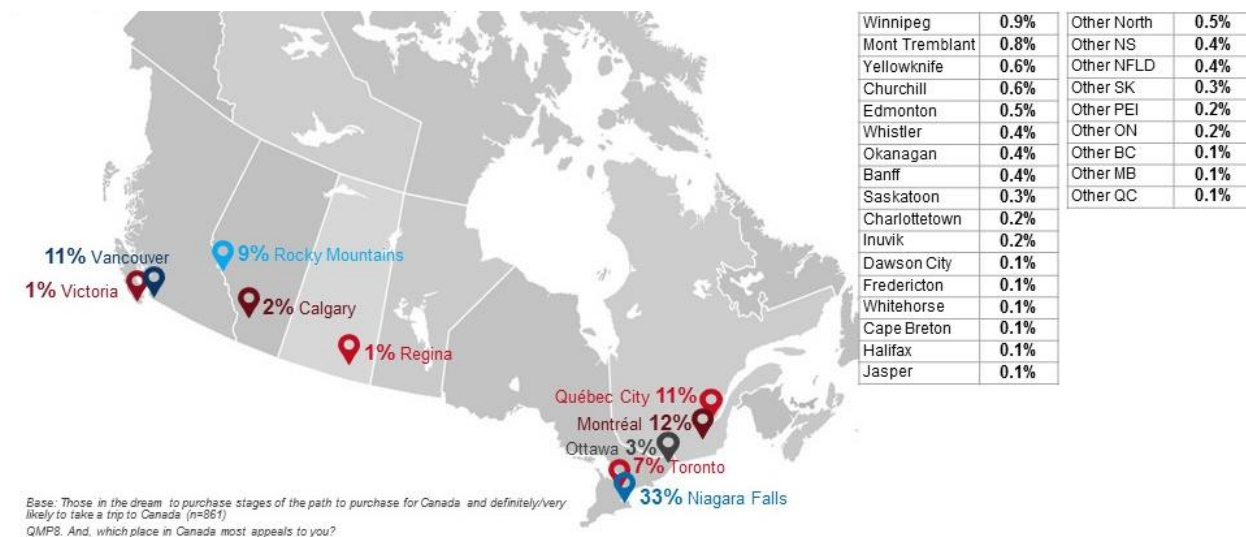 11% Vancouver
1% Victoria
9% Rocky Mountains
2% Calgary
1% Regina
Québec City 11%
Montréal 12%
Ottawa 3%
7% Toronto
33% Niagara Falls
Winnipeg 0.9%
Mont Tremblant 0.8%
Yellowknife 0.6%
Churchill 0.6%
Edmonton 0.5%
Whistler 0.4%
Okanagan 0.4%
Banff 0.4%
Saskatoon 0.3%
Charlottetown 0.2%
Inuvik 0.2%
Dawson City 0.1%
Fredericton 0.1%
Whitehorse 0.1%
Cape Breton 0.1%
Halifax 0.1%
Jasper 0.1%
Other North 0.5%
Other NS 0.4%
Other NFLD 0.4%
Other SK 0.3%
Other PEI 0.2%
Other ON 0.2%
Other BC 0.1%
Other MB 0.1%
Other QC 0.1%
Base: Those in the dream to purchase stages of the path to purchase for Canada and definitely/very
likely to take a trip to Canada (n=861)
QMP8. And, which place in Canada most appeals to you?